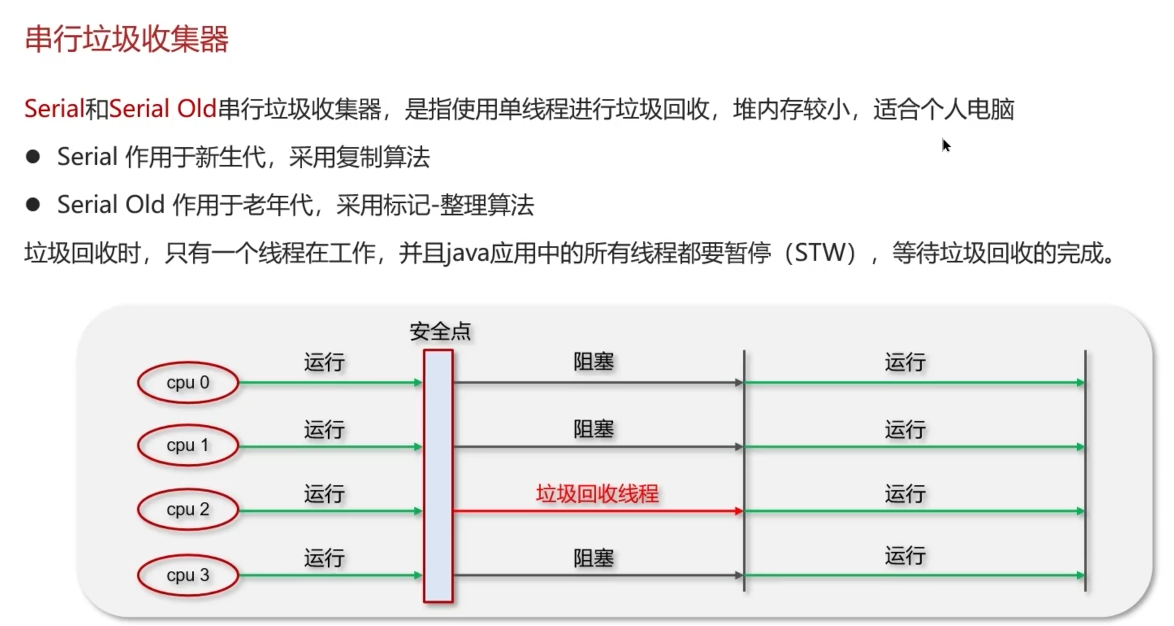 串行垃圾收集器
Serial和Serial Old串行垃圾收集器，是指使用单线程进行垃圾回收，堆内存较小，适合个人电脑
● Serial 作用于新生代，采用复制算法
● Serial Old 作用于老年代，采用标记-整理算法
垃圾回收时，只有一个线程在工作，并且java应用中的所有线程都要暂停（STW），等待垃圾回收的完成。
安全点
cpu 0 运行 阻塞 运行
cpu 1 运行 阻塞 运行
cpu 2 运行 垃圾回收线程 运行
cpu 3 运行 阻塞 运行